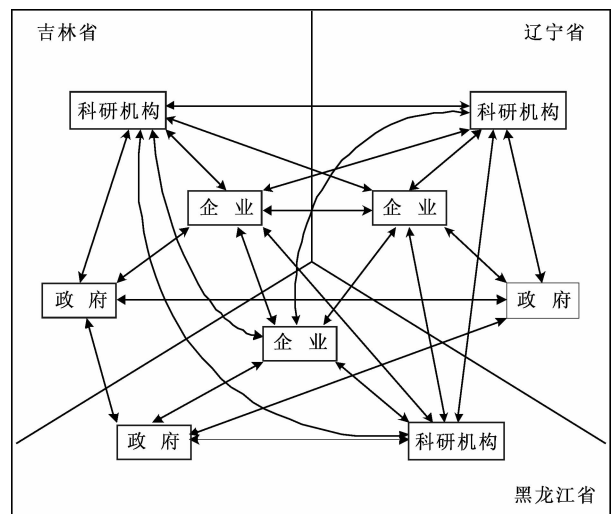 吉林省
辽宁省
科研机构
科研机构
企 业
企 业
政 府
政 府
企 业
政 府
科研机构
黑龙江省